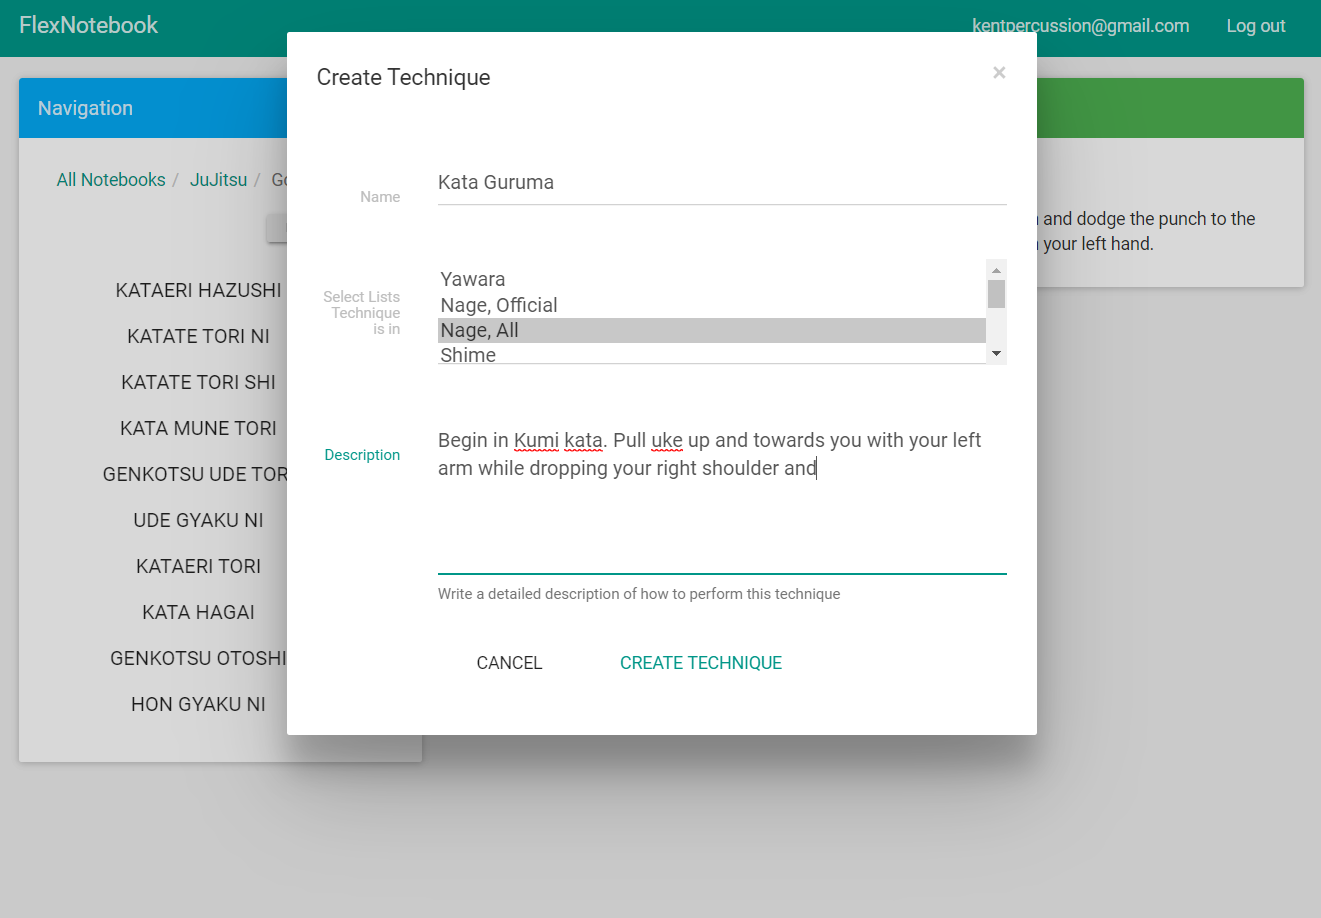 FlexNotebook
kentpercussion@gmail.com
Log out
Navigation
All Notebooks / JuJitsu /
KATAERI HAZUSHI
KATATE TORI NI
KATATE TORI SHI
KATA MUNE TORI
GENKOTSU UDE TOR
UDE GYAKU NI
KATAERI TORI
KATA HAGAI
GENKOTSU OTOSHI
HON GYAKU NI
Create Technique
×
Name
Kata Guruma
Select Lists
Technique
is in
Yawara
Nage, Official
Nage, All
Shime
Description
Begin in Kumi kata. Pull uke up and towards you with your left
arm while dropping your right shoulder and
Write a detailed description of how to perform this technique
CANCEL
CREATE TECHNIQUE
and dodge the punch to the
your left hand.